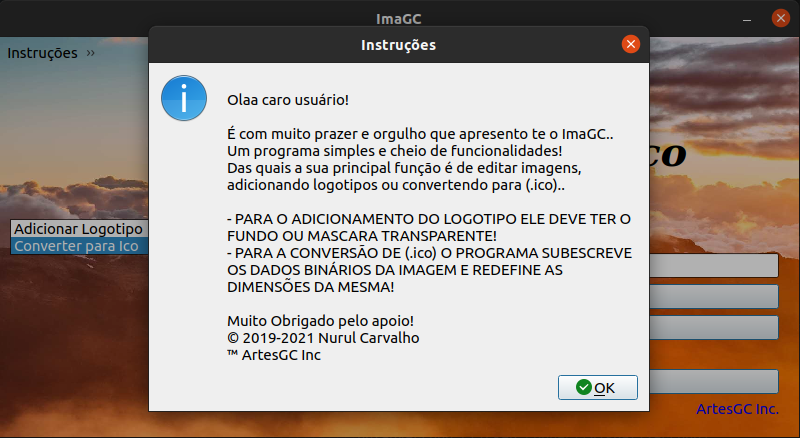 ImaGC
Instruções
Instruções ››
Olaa caro usuário!
É com muito prazer e orgulho que apresento te o ImaGC..
Um programa simples e cheio de funcionalidades!
Das quais a sua principal função é de editar imagens,
adicionando logotipos ou convertendo para (.ico)..
- PARA O ADICIONAMENTO DO LOGOTIPO ELE DEVE TER O
FUNDO OU MASCARA TRANSPARENTE!
- PARA A CONVERSÃO DE (.ico) O PROGRAMA SUBESCREVE
OS DADOS BINÁRIOS DA IMAGEM E REDEFINE AS
DIMENSÕES DA MESMA!
Muito Obrigado pelo apoio!
© 2019-2021 Nurul Carvalho
™ ArtesGC Inc
OK
Adicionar Logotipo
Converter para Ico
ArtesGC Inc.